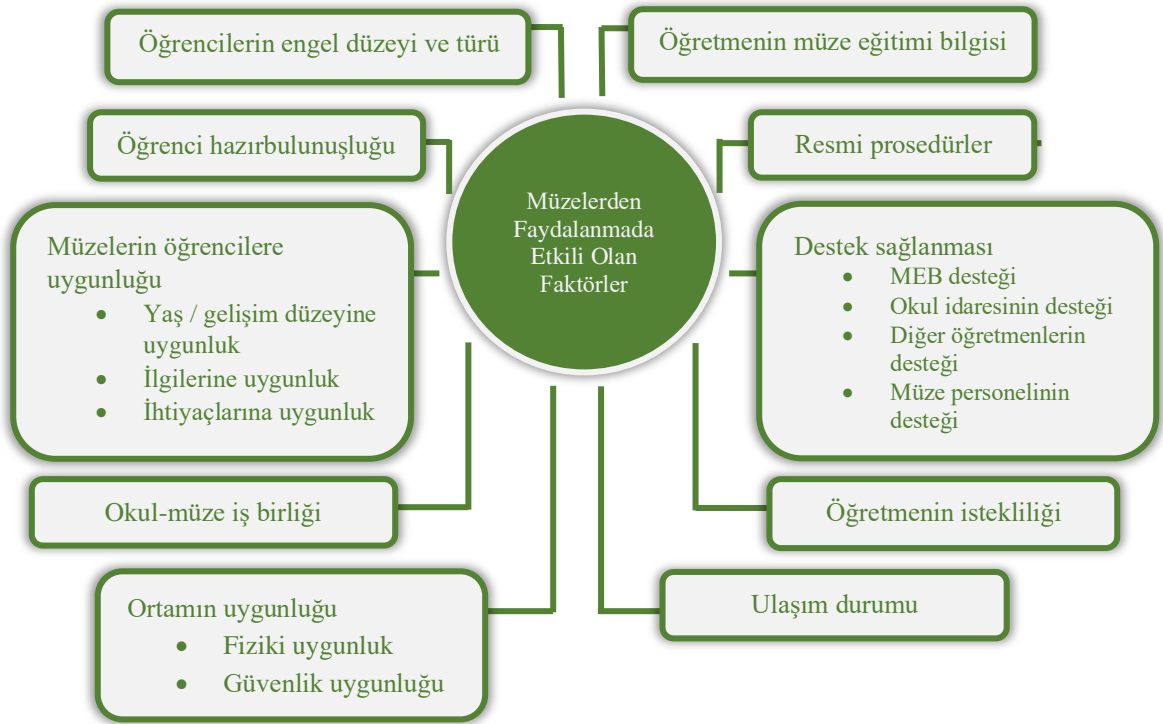 Öğrencilerin engel düzeyi ve türü
Öğretmenin müze eğitimi bilgisi
Öğrenci hazırbulunuşluğu
Resmi prosedürler
Müzelerden
Faydalanmada
Etkili Olan
Faktörler
Müzelerin öğrencilere
uygunluğu
• Yaş / gelişim düzeyine
uygunluk
• İlgilerine uygunluk
• İhtiyaçlarına uygunluk
Destek sağlanması
• MEB desteği
• Okul idaresinin desteği
• Diğer öğretmenlerin
desteği
• Müze personelinin
desteği
Okul-müze iş birliği
Öğretmenin istekliliği
Ortamın uygunluğu
• Fiziki uygunluk
• Güvenlik uygunluğu
Ulaşım durumu